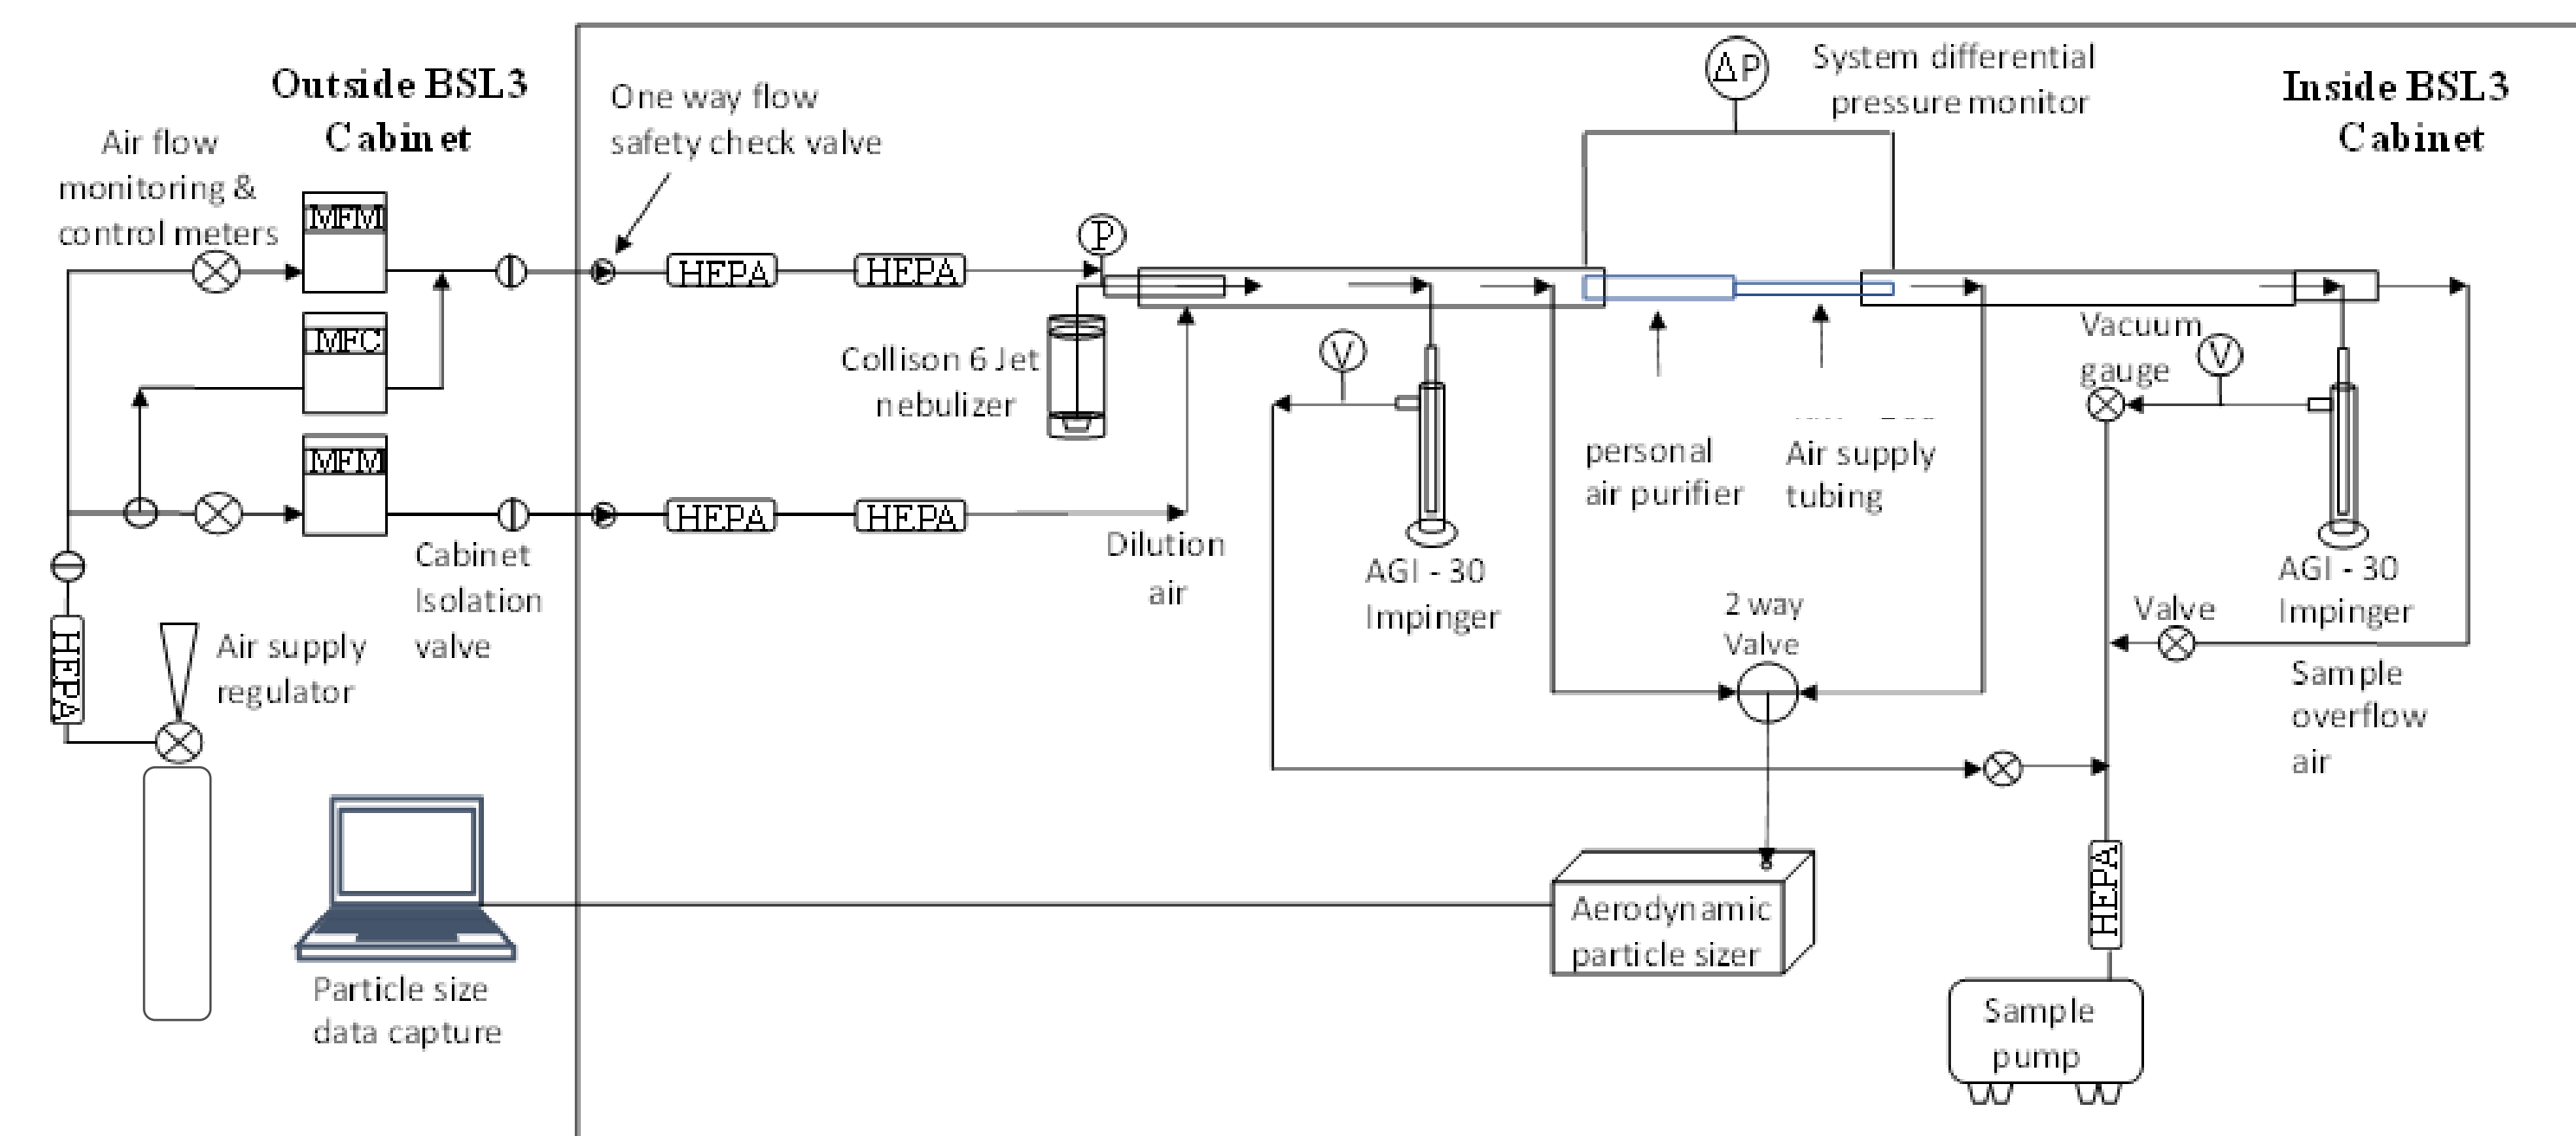 Outside BSL3
Cabinet
Air flow
monitoring &
control meters
MFM
MFC
MFM
One way flow
safety check valve
HEPA
HEPA
P
Collison 6 Jet
nebulizer
HEPA
HEPA
Dilution
air
Cabinet
Isolation
valve
HEPA
Air supply
regulator
Particle size
data capture
ΔP
System differential
pressure monitor
Inside BSL3
Cabinet
V
AGI - 30
Impinger
personal
air purifier
Air supply
tubing
Vacuum
gauge
V
AGI - 30
Impinger
2 way
Valve
Valve
Sample
overflow
air
Aerodynamic
particle sizer
HEPA
Sample
pump